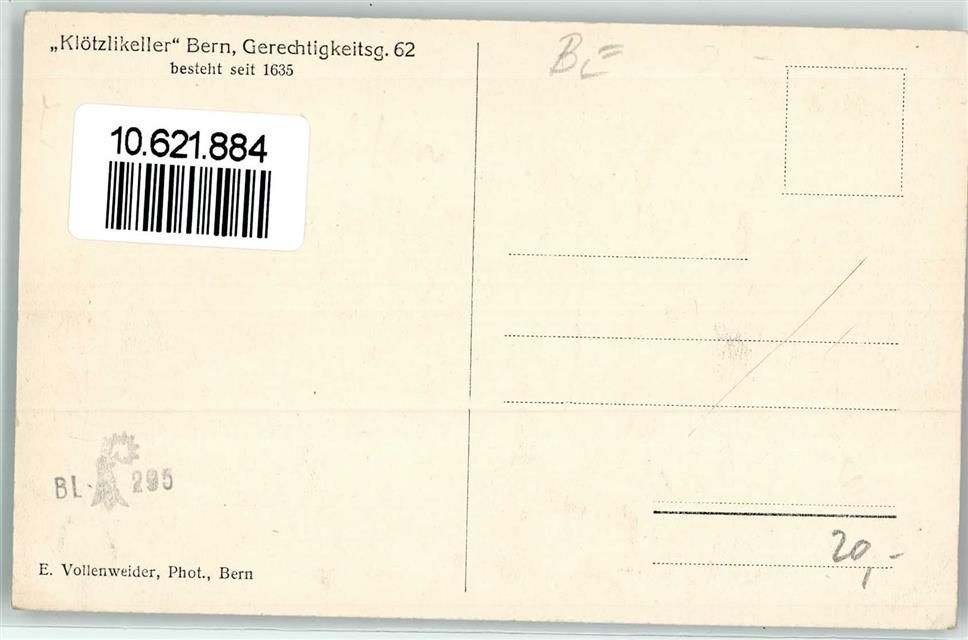 „Klötzlikeller“ Bern, Gerechtigkeitsg. 62
besteht seit 1635
10.621.884
BL 295
E. Vollenweider, Phot., Bern
20,-